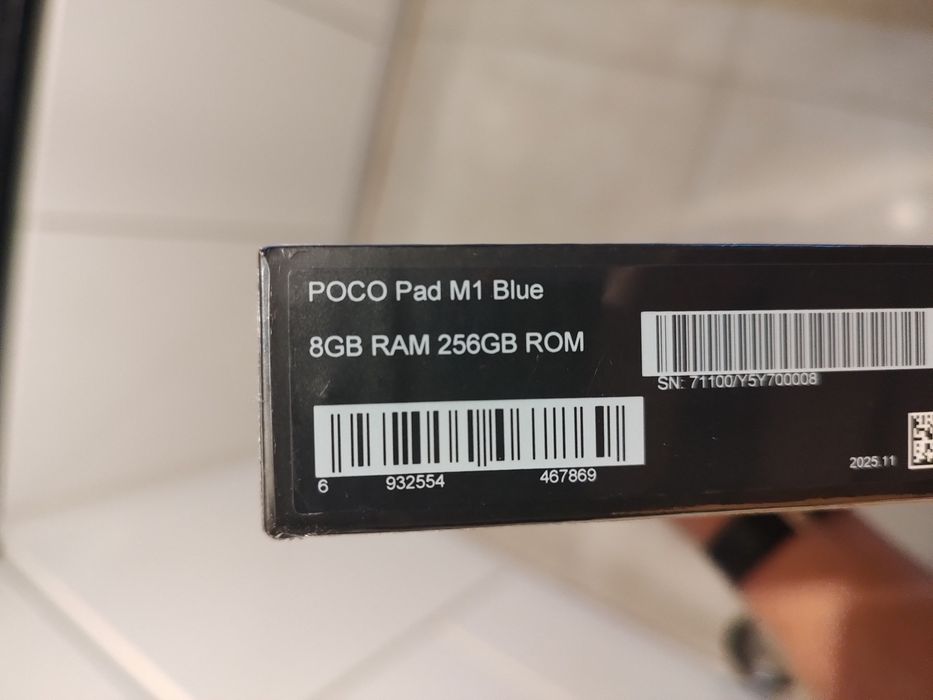 POCO Pad M1 Blue
8GB RAM 256GB ROM
SN: 71100/Y5Y700008
6 932554 467869
2025.11